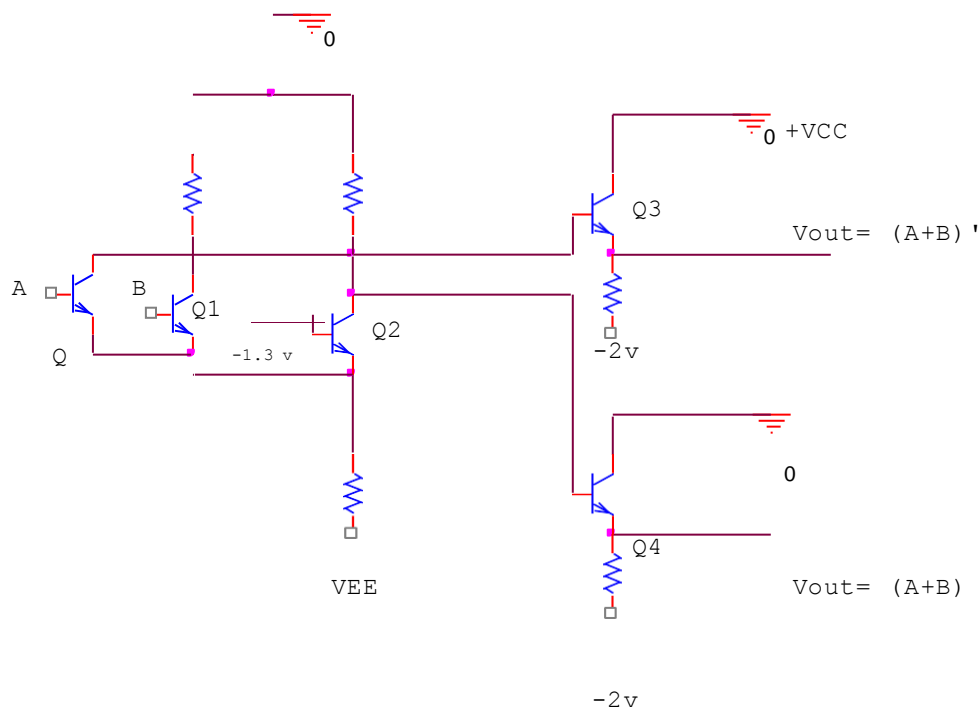 0
0 +VCC
Q3
Vout= (A+B)'
A
B
Q1
Q2
Q
-1.3 v
-2v
0
Q4
VEE
Vout= (A+B)
-2v